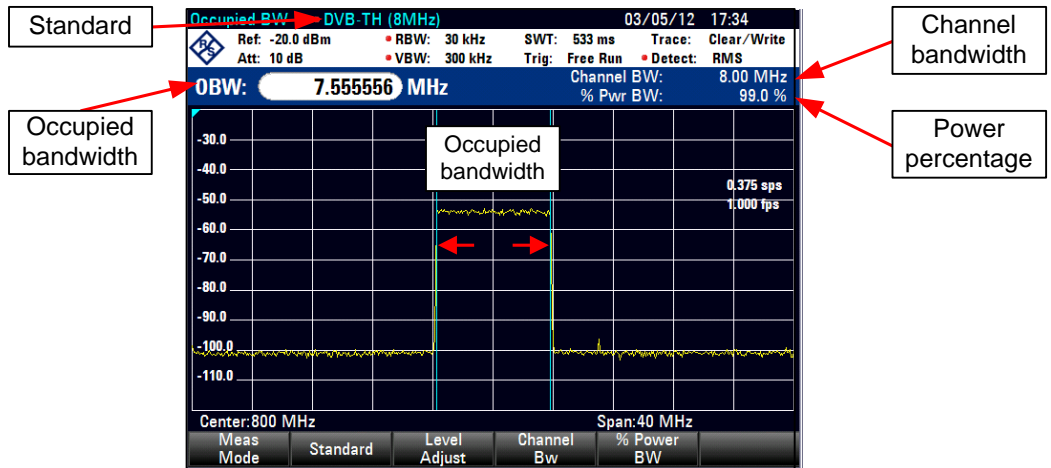 Standard
Occupied BW DVB-TH (8MHz) 03/05/12 17:34
Ref: -20.0 dBm RBW: 30 kHz SWT: 533 ms Trace: Clear/Write
Att: 10 dB VBW: 300 kHz Trig: Free Run Detect: RMS
OBW: 7.555556 MHz
Channel BW: 8.00 MHz
% Pwr BW: 99.0 %
Channel
bandwidth
Occupied
bandwidth
Occupied
bandwidth
Power
percentage
-30.0
-40.0
-50.0
-60.0
-70.0
-80.0
-90.0
-100.0
-110.0
0.375 sps
1.000 fps
Center:800 MHz Span:40 MHz
Meas
Mode
Standard
Level
Adjust
Channel
Bw
% Power
BW